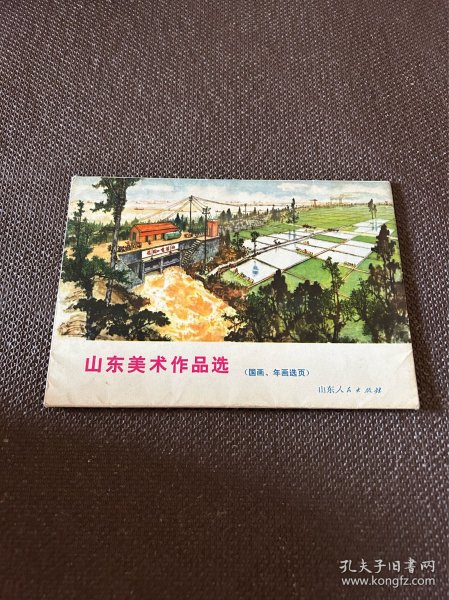 山东美术作品选
（国画、年画选页）
山东人民出版社
孔夫子旧书网
www.kongfz.com